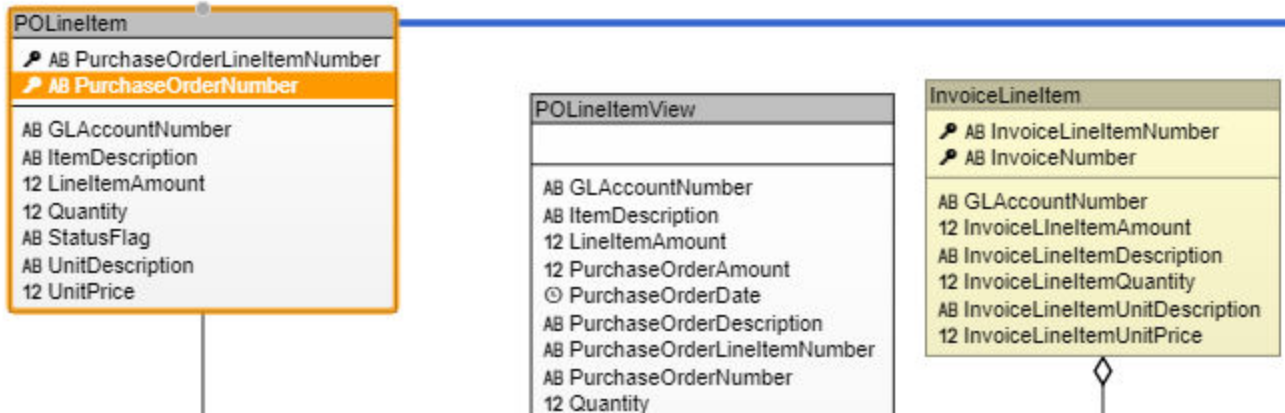 POLineItem
AB PurchaseOrderLineItemNumber
AB PurchaseOrderNumber
AB GLAccountNumber
AB ItemDescription
12 LineItemAmount
12 Quantity
AB StatusFlag
AB UnitDescription
12 UnitPrice
POLineItemView
AB GLAccountNumber
AB ItemDescription
12 LineItemAmount
12 PurchaseOrderAmount
PurchaseOrderDate
AB PurchaseOrderDescription
AB PurchaseOrderLineItemNumber
AB PurchaseOrderNumber
12 Quantity
InvoiceLineItem
AB InvoiceLineItemNumber
AB InvoiceNumber
AB GLAccountNumber
12 InvoiceLIneItemAmount
AB InvoiceLineItemDescription
12 InvoiceLineItemQuantity
AB InvoiceLineItemUnitDescription
12 InvoiceLineItemUnitPrice